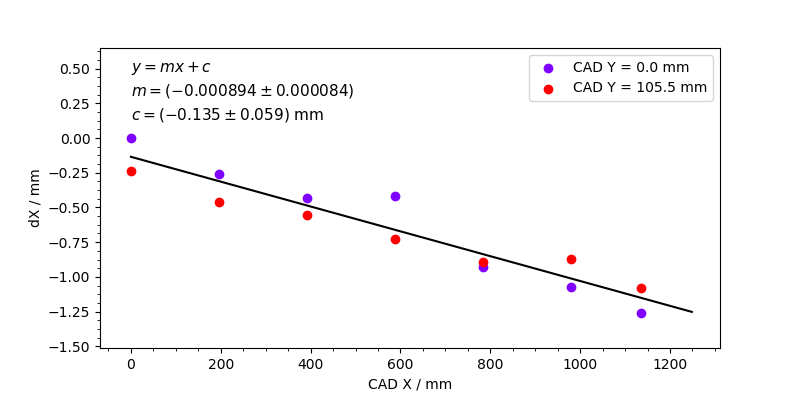 y = mx + c
m = (−0.000894 ± 0.000084)
c = (−0.135 ± 0.059) mm
CAD Y = 0.0 mm
CAD Y = 105.5 mm
dX / mm
0.50
0.25
0.00
−0.25
−0.50
−0.75
−1.00
−1.25
−1.50
0 200 400 600 800 1000 1200
CAD X / mm